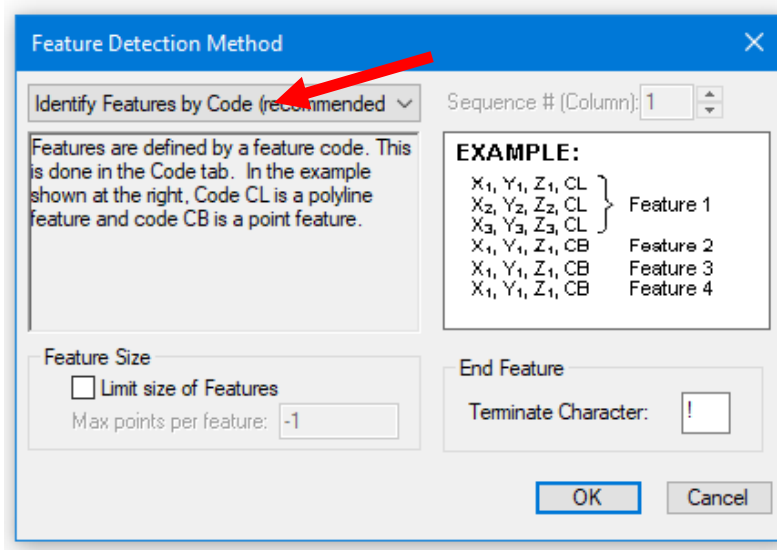 Feature Detection Method
Identify Features by Code (recommended
Sequence # (Column): 1
Features are defined by a feature code. This
is done in the Code tab. In the example
shown at the right, Code CL is a polyline
feature and code CB is a point feature.
EXAMPLE:
X₁, Y₁, Z₁, CL
X₂, Y₂, Z₂, CL Feature 1
X₃, Y₃, Z₃, CL
X₁, Y₁, Z₁, CB Feature 2
X₁, Y₁, Z₁, CB Feature 3
X₁, Y₁, Z₁, CB Feature 4
Feature Size
Limit size of Features
Max points per feature: -1
End Feature
Terminate Character: !
OK Cancel